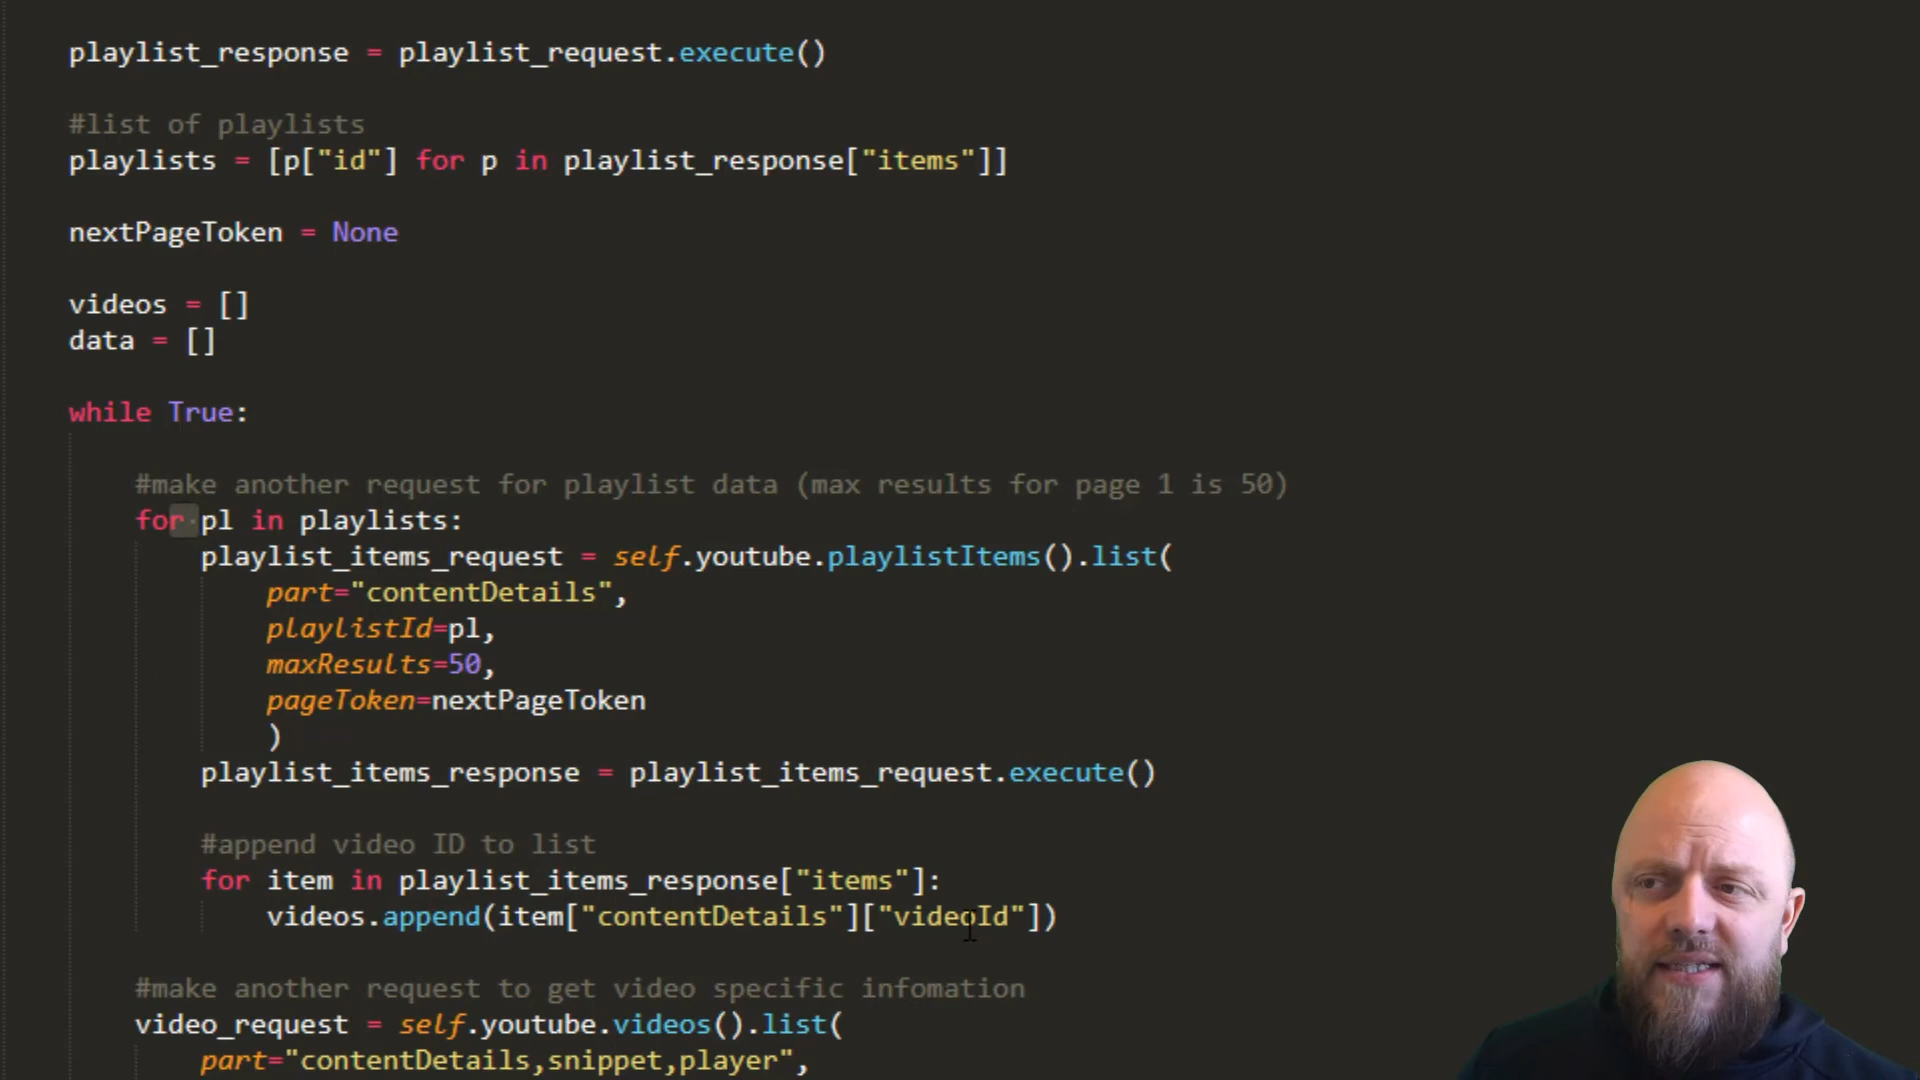 playlist_response = playlist_request.execute()
#list of playlists
playlists = [p["id"] for p in playlist_response["items"]]
nextPageToken = None
videos = []
data = []
while True:
#make another request for playlist data (max results for page 1 is 50)
for pl in playlists:
playlist_items_request = self.youtube.playlistItems().list(
part="contentDetails",
playlistId=pl,
maxResults=50,
pageToken=nextPageToken
)
playlist_items_response = playlist_items_request.execute()
#append video ID to list
for item in playlist_items_response["items"]:
videos.append(item["contentDetails"]["videoId"])
#make another request to get video specific infomation
video_request = self.youtube.videos().list(
part="contentDetails,snippet,player",